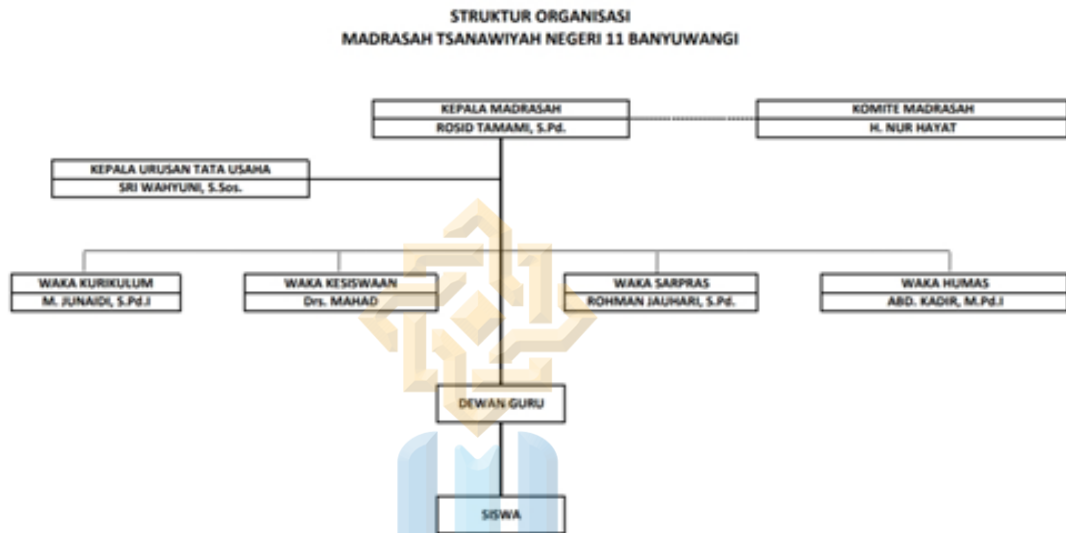 STRUKTUR ORGANISASI
MADRASAH TSANAWIYAH NEGERI 11 BANYUWANGI
KEPALA MADRASAH
ROSID TAMAMI, S.Pd.
KOMITE MADRASAH
H. NUR HAYAT
KEPALA URUSAN TATA USAHA
SRI WAHYUNI, S.Sos.
WAKA KURIKULUM
M. JUNAIDI, S.Pd.I
WAKA KESISWAAN
Drs. MAHAD
WAKA SARPRAS
ROHMAN JAUHARI, S.Pd.
WAKA HUMAS
ABD. KADIR, M.Pd.I
DEWAN GURU
SISWA